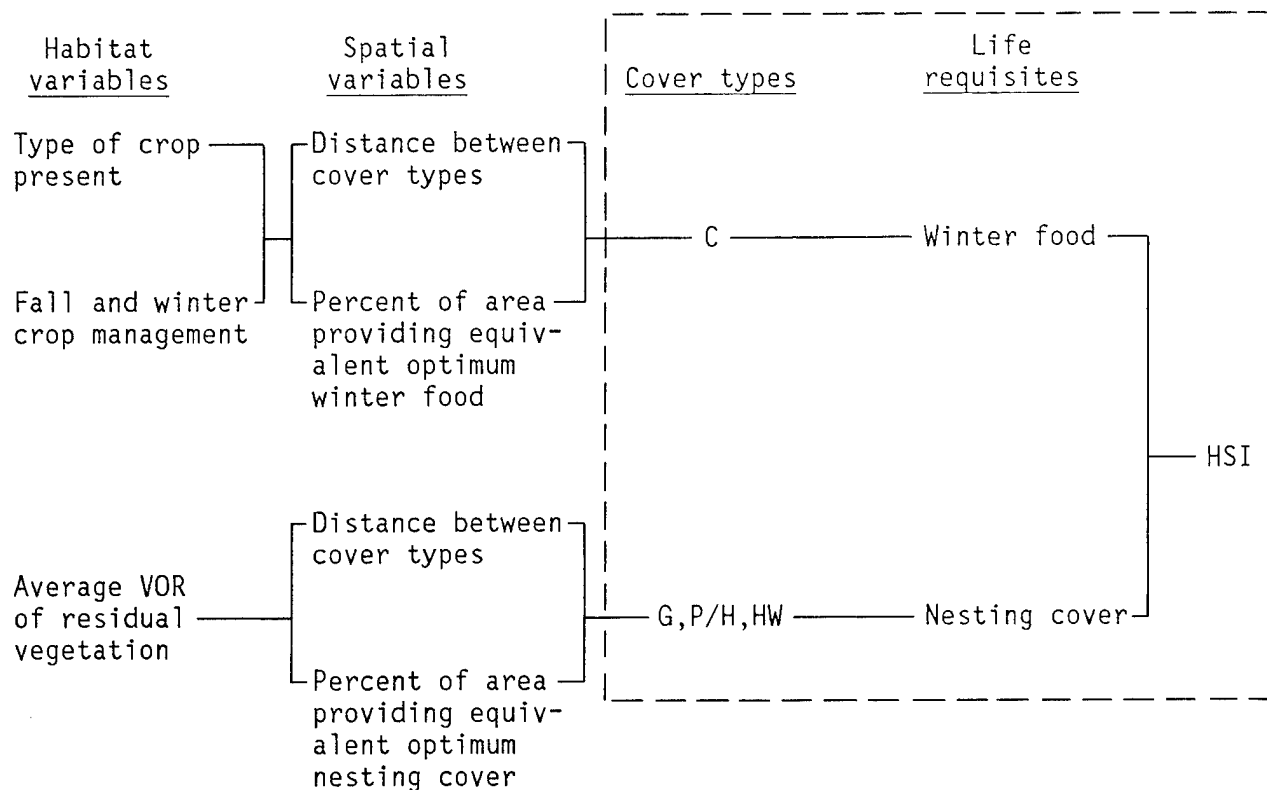 Habitat
variables
Spatial
variables
Cover types
Life
requisites
Type of crop
present
Fall and winter
crop management
Distance between
cover types
Percent of area
providing equiv-
alent optimum
winter food
C
Winter food
HSI
Average VOR
of residual
vegetation
Distance between
cover types
Percent of area
providing equiv-
alent optimum
nesting cover
G,P/H,HW
Nesting cover